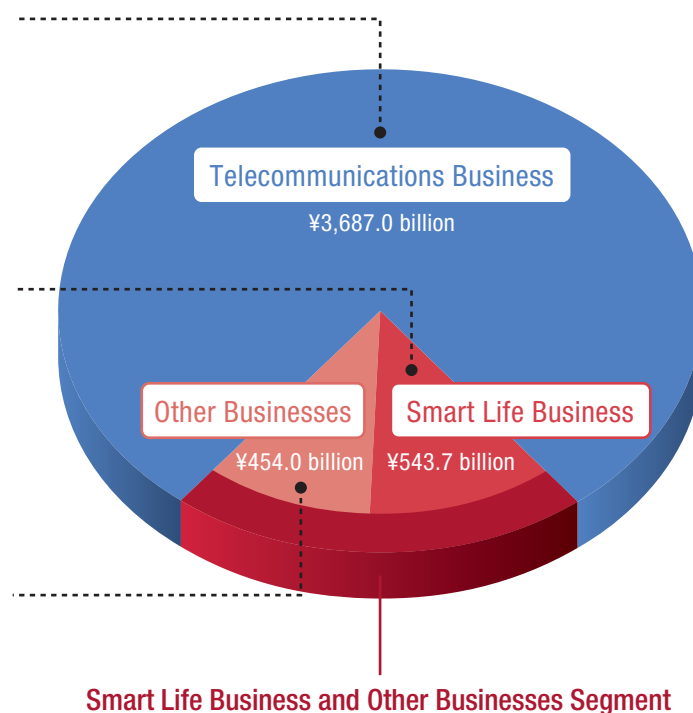 Telecommunications Business
¥3,687.0 billion
Other Businesses
¥454.0 billion
Smart Life Business
¥543.7 billion
Smart Life Business and Other Businesses Segment